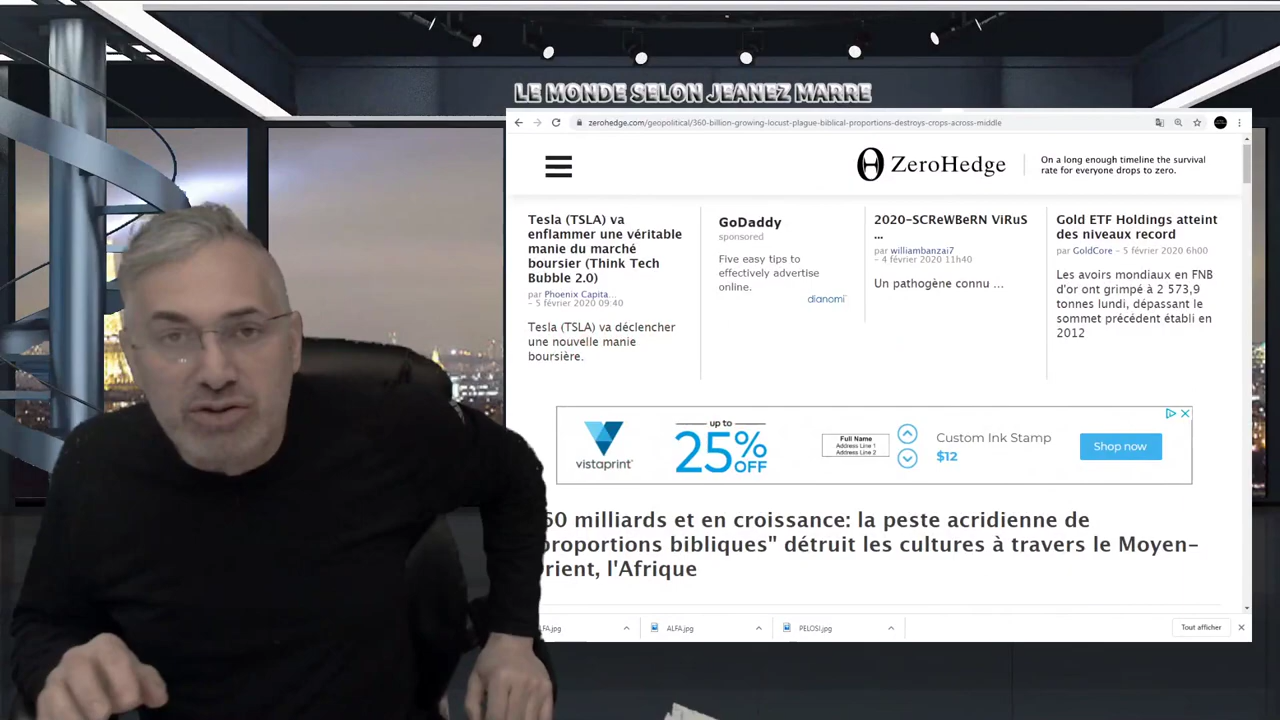 LE MONDE SELON JEANEZ MARRE
zerohedge.com/geopolitical/360-billion-growing-locust-plague-biblical-proportions-destroys-crops-across-middle
ZeroHedge
On a long enough timeline the survival
rate for everyone drops to zero.
Tesla (TSLA) va
enflammer une véritable
manie du marché
boursier (Think Tech
Bubble 2.0)
par Phoenix Capita...
– 5 février 2020 09:40
Tesla (TSLA) va déclencher
une nouvelle manie
boursière.
GoDaddy
sponsored
Five easy tips to
effectively advertise
online.
dianomi
2020-SCReWBeRN ViRuS
...
par williambanzai7
– 4 février 2020 11h40
Un pathogène connu ...
Gold ETF Holdings atteint
des niveaux record
par GoldCore – 5 février 2020 6h00
Les avoirs mondiaux en FNB
d'or ont grimpé à 2 573,9
tonnes lundi, dépassant le
sommet précédent établi en
2012
vistaprint
up to
25% OFF
Full Name
Address Line 1
Address Line 2
Custom Ink Stamp
$12
Shop now
60 milliards et en croissance: la peste acridienne de
proportions bibliques" détruit les cultures à travers le Moyen-
rient, l'Afrique
LFA.jpg
ALFA.jpg
PELOSI.jpg
Tout afficher